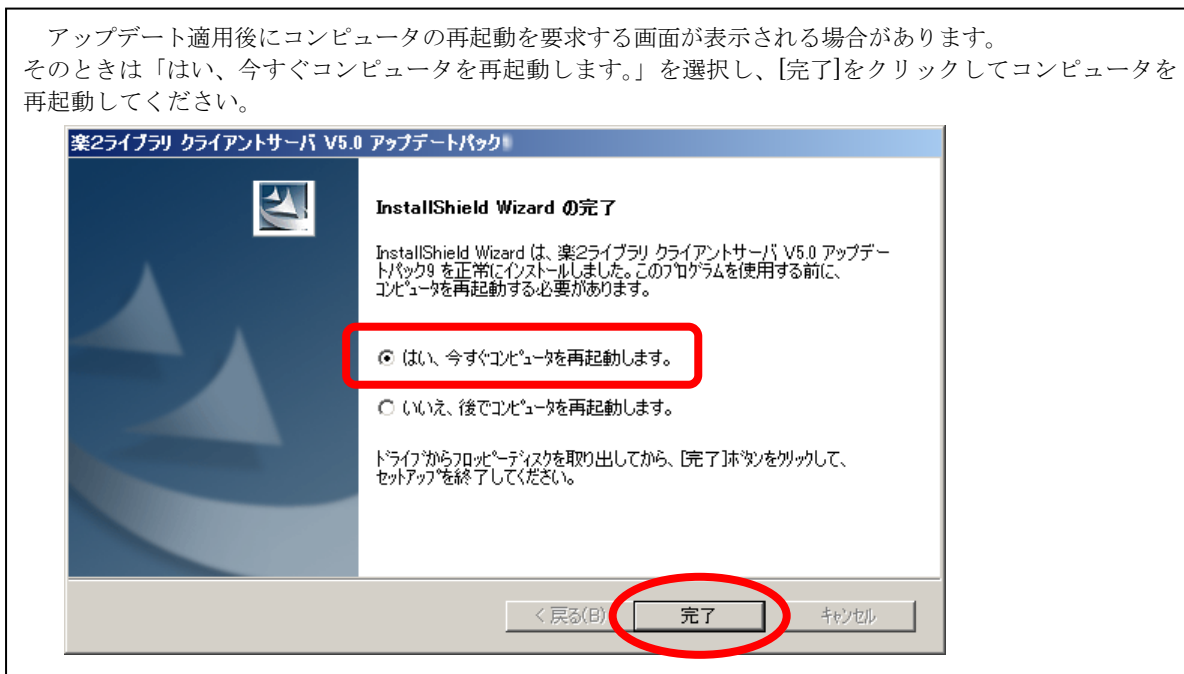 アップデート適用後にコンピュータの再起動を要求する画面が表示される場合があります。
そのときは「はい、今すぐコンピュータを再起動します。」を選択し、[完了]をクリックしてコンピュータを
再起動してください。
楽2ライブラリ クライアントサーバ V5.0 アップデートパック
InstallShield Wizard の完了
InstallShield Wizard は、楽2ライブラリ クライアントサーバ V5.0 アップデー
トパック9 を正常にインストールしました。このプログラムを使用する前に、
コンピュータを再起動する必要があります。
はい、今すぐコンピュータを再起動します。
いいえ、後でコンピュータを再起動します。
ドライブからフロッピーディスクを取り出してから、[完了]ボタンをクリックして、
セットアップを終了してください。
< 戻る(B) 完了 キャンセル